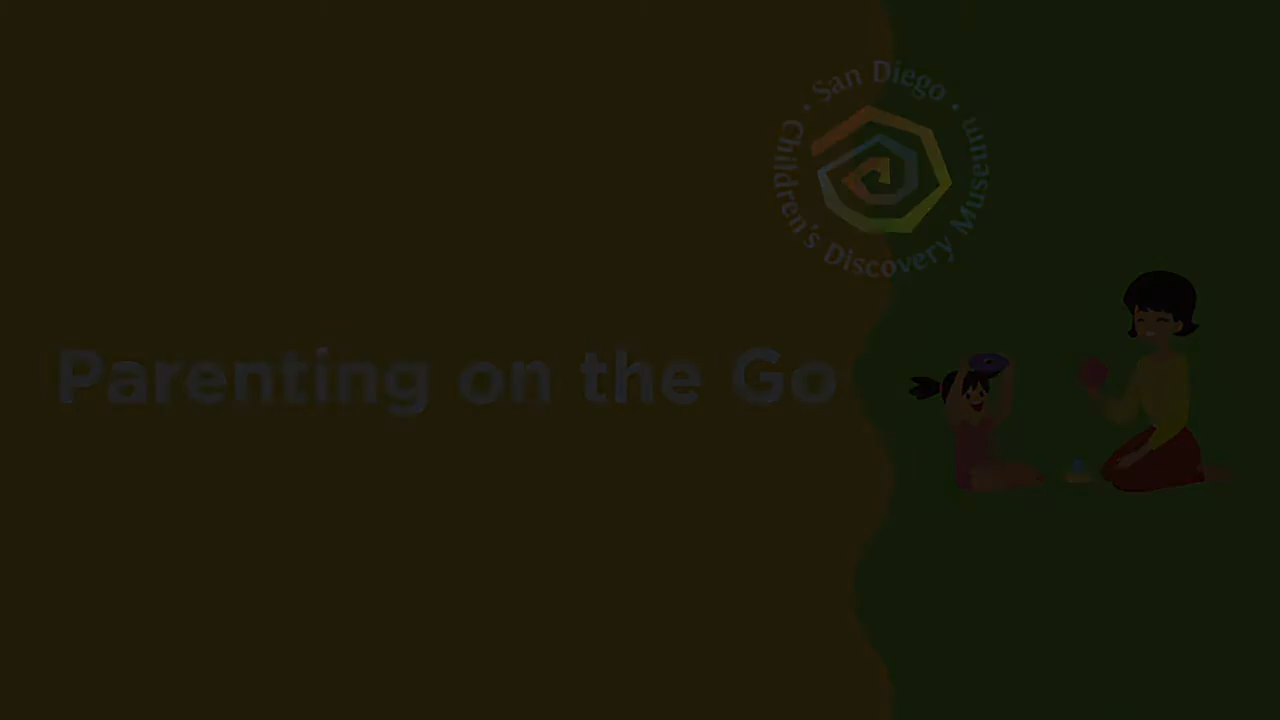 San Diego • Children's Discovery Museum •
Parenting on the Go